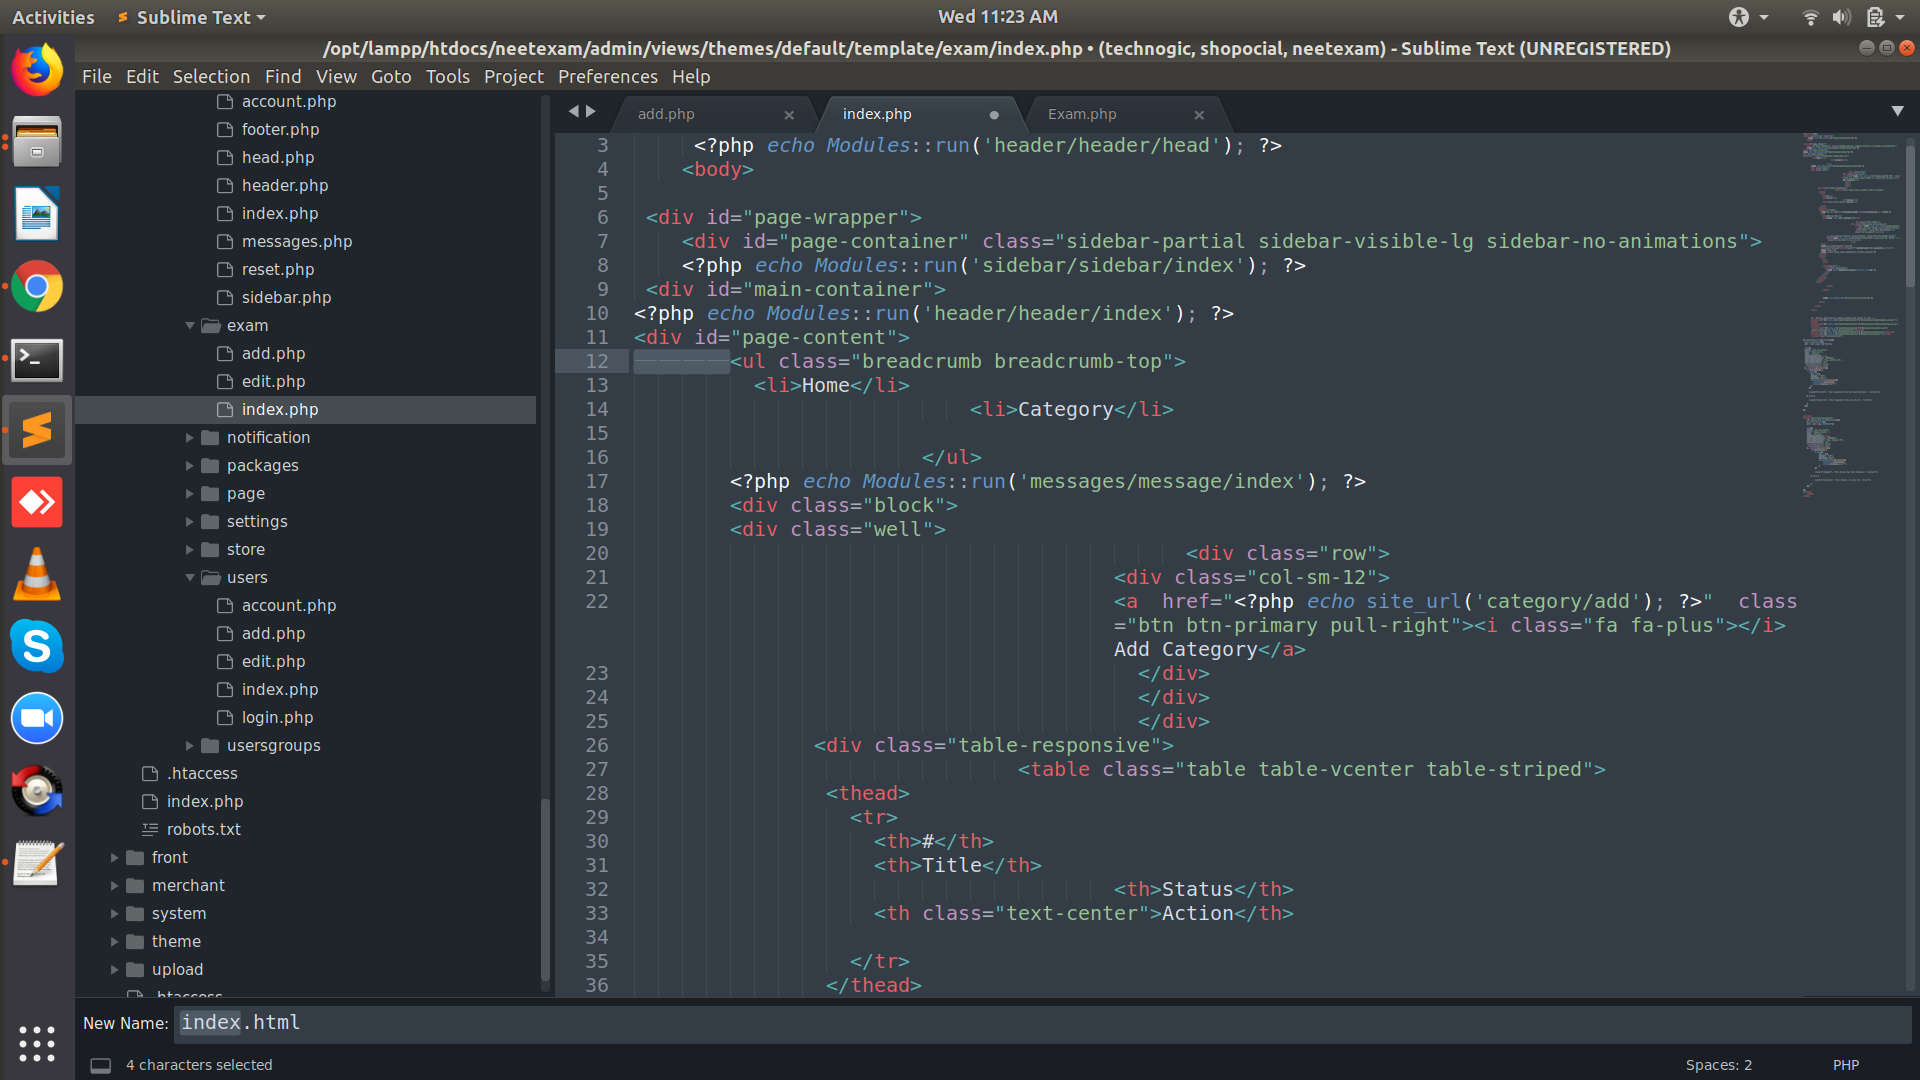 Activities
Sublime Text
Wed 11:23 AM
/opt/lampp/htdocs/neetexam/admin/views/themes/default/template/exam/index.php • (technogic, shopocial, neetexam) - Sublime Text (UNREGISTERED)
File Edit Selection Find View Goto Tools Project Preferences Help
account.php
footer.php
head.php
header.php
index.php
messages.php
reset.php
sidebar.php
exam
add.php
edit.php
index.php
notification
packages
page
settings
store
users
account.php
add.php
edit.php
index.php
login.php
usersgroups
.htaccess
index.php
robots.txt
front
merchant
system
theme
upload
.htaccess
add.php
index.php
Exam.php
3 <?php echo Modules::run('header/header/head'); ?>
4 <body>
5
6 <div id="page-wrapper">
7 <div id="page-container" class="sidebar-partial sidebar-visible-lg sidebar-no-animations">
8 <?php echo Modules::run('sidebar/sidebar/index'); ?>
9 <div id="main-container">
10 <?php echo Modules::run('header/header/index'); ?>
11 <div id="page-content">
12 <ul class="breadcrumb breadcrumb-top">
13 <li>Home</li>
14 <li>Category</li>
15
16 </ul>
17 <?php echo Modules::run('messages/message/index'); ?>
18 <div class="block">
19 <div class="well">
20 <div class="row">
21 <div class="col-sm-12">
22 <a  href="<?php echo site_url('category/add'); ?>"  class
="btn btn-primary pull-right"><i class="fa fa-plus"></i>
Add Category</a>
23 </div>
24 </div>
25 </div>
26 <div class="table-responsive">
27 <table class="table table-vcenter table-striped">
28 <thead>
29 <tr>
30 <th>#</th>
31 <th>Title</th>
32 <th>Status</th>
33 <th class="text-center">Action</th>
34
35 </tr>
36 </thead>
New Name: index.html
4 characters selected
Spaces: 2
PHP